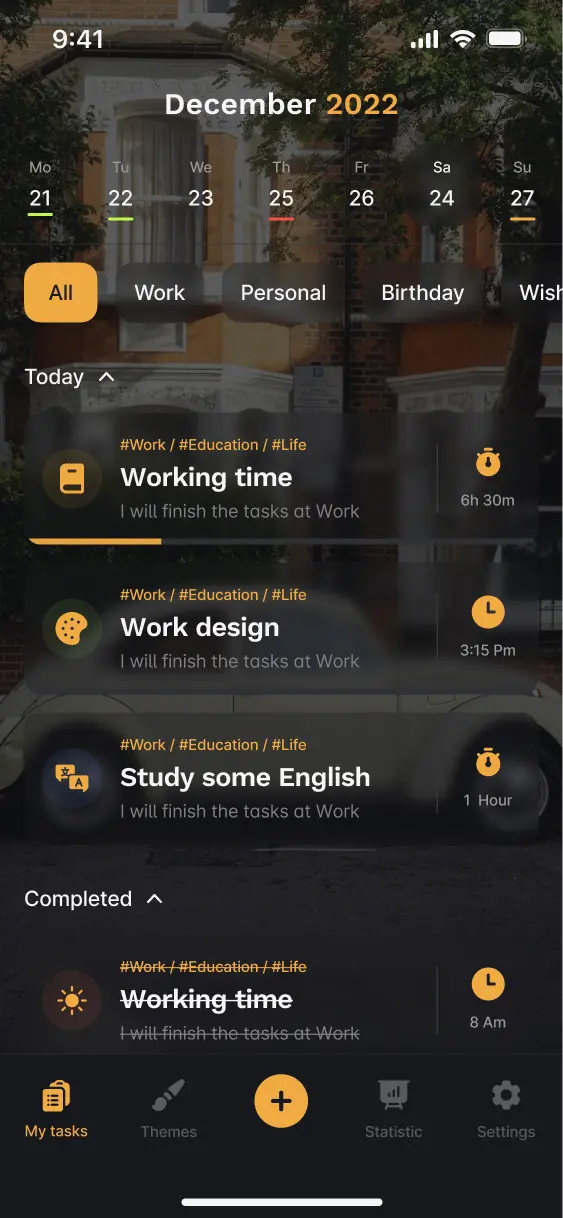 9:41
December 2022
Mo Tu We Th Fr Sa Su
21 22 23 25 26 24 27
All Work Personal Birthday Wish
Today
#Work / #Education / #Life
Working time
I will finish the tasks at Work
6h 30m
#Work / #Education / #Life
Work design
I will finish the tasks at Work
3:15 Pm
#Work / #Education / #Life
Study some English
I will finish the tasks at Work
1 Hour
Completed
#Work / #Education / #Life
Working time
I will finish the tasks at Work
8 Am
My tasks Themes Statistic Settings